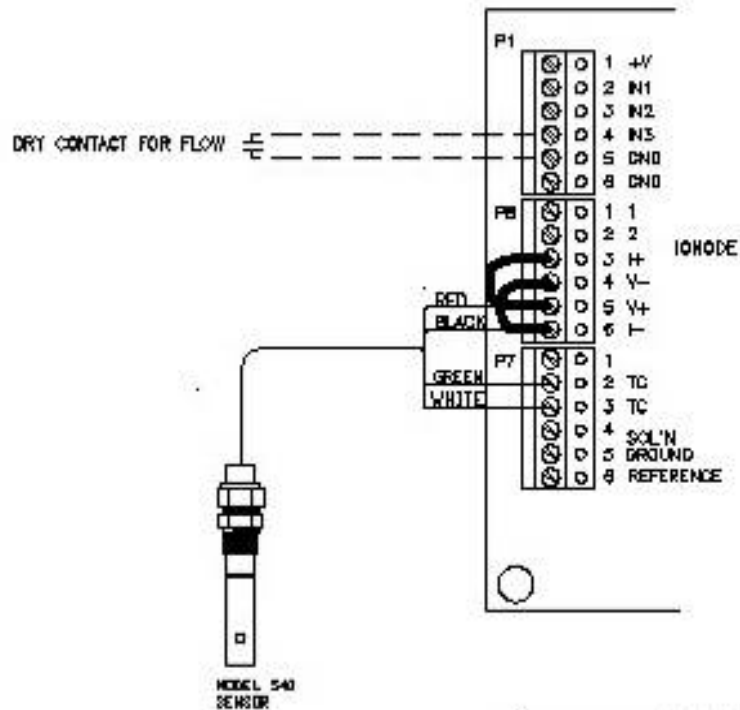 P1
1 +V
2 IN1
3 IN2
DRY CONTACT FOR FLOW
4 IN3
5 GND
6 GND
P6
1 1
2 2
3 I+
IONODE
4 V-
RED
5 V+
BLACK
6 I-
P7
1
GREEN
2 TC
WHITE
3 TC
4
SOL'N
5 GROUND
6 REFERENCE
MODEL 540
SENSOR